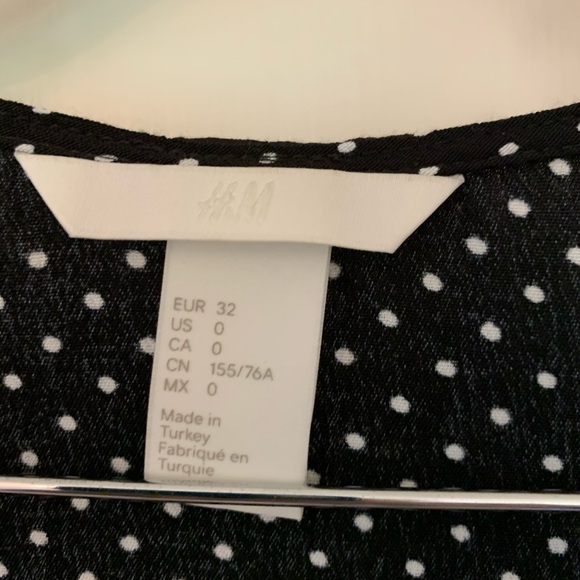 H&M
EUR 32
US 0
CA 0
CN 155/76A
MX 0
Made in
Turkey
Fabriqué en
Turquie